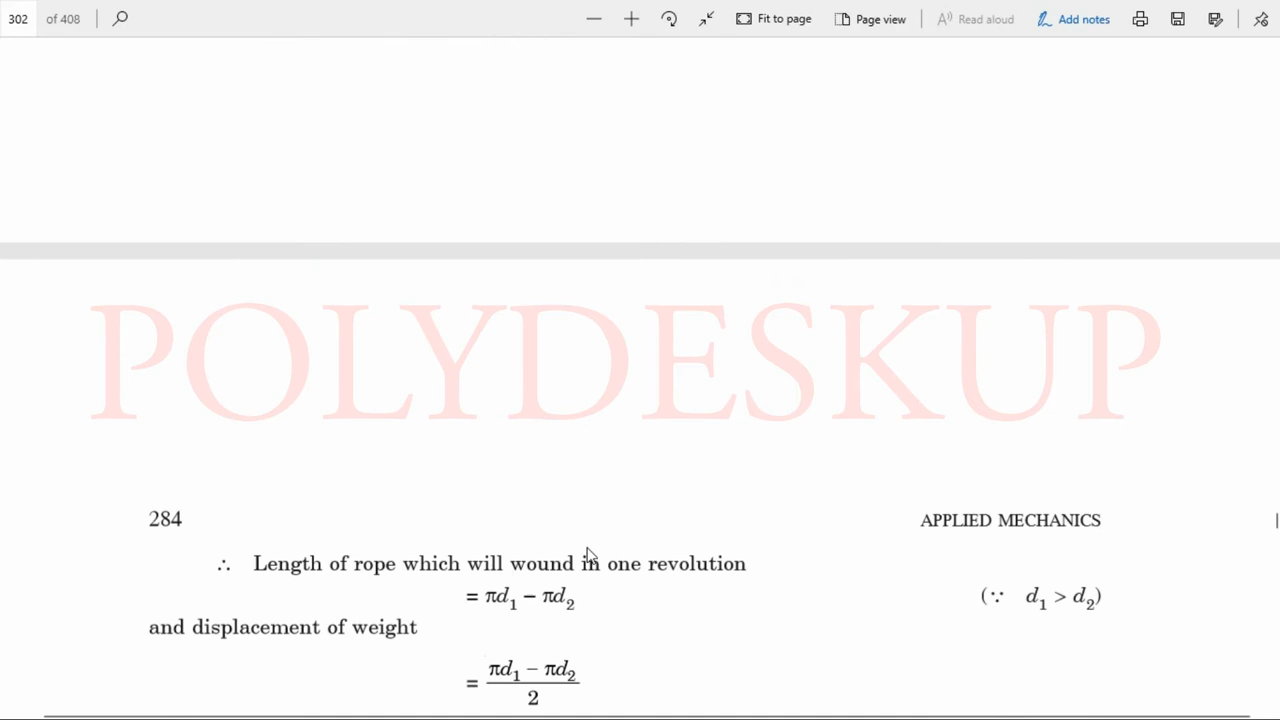 302 of 408 Fit to page Page view Read aloud Add notes
POLYDESKUP
284 APPLIED MECHANICS
∴ Length of rope which will wound in one revolution
= πd₁ − πd₂ (∵ d₁ > d₂)
and displacement of weight
= (πd₁ − πd₂)/2